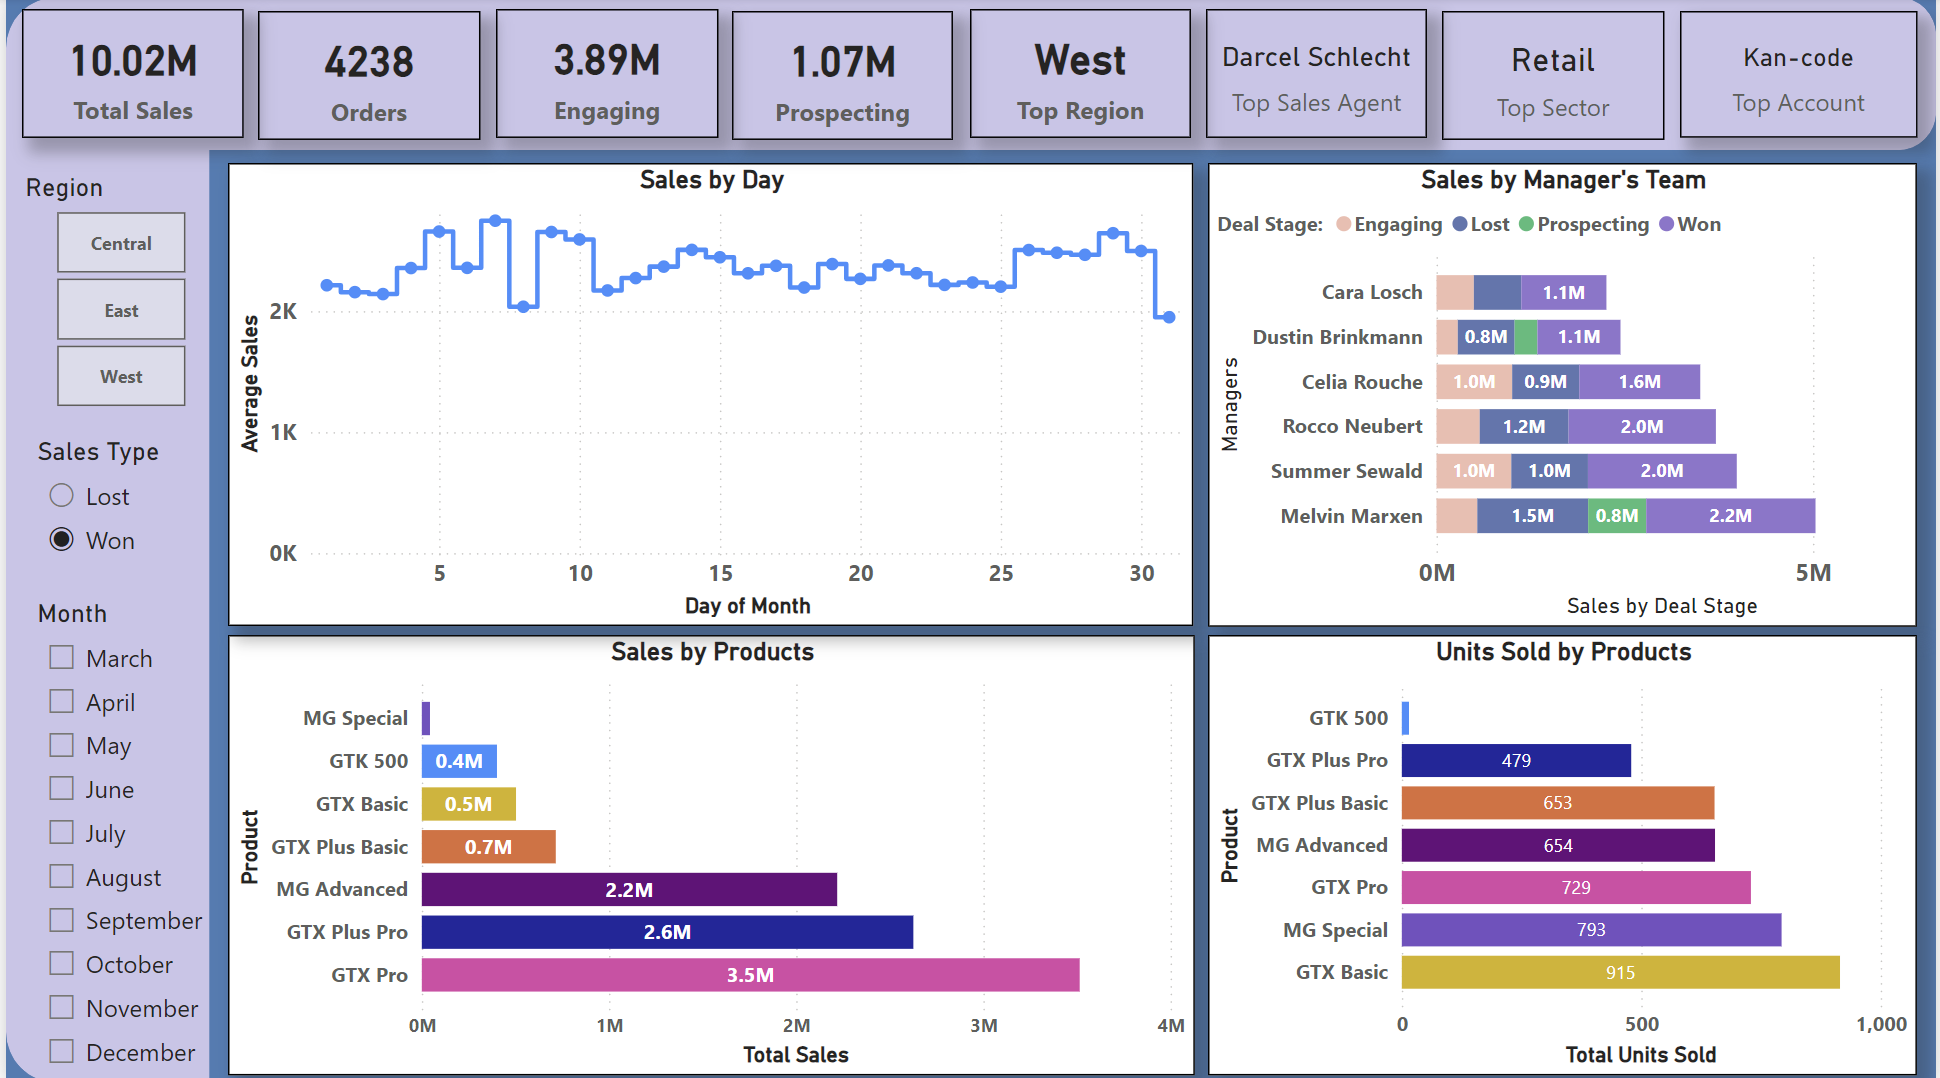 10.02M
Total Sales
4238
Orders
3.89M
Engaging
1.07M
Prospecting
West
Top Region
Darcel Schlecht
Top Sales Agent
Retail
Top Sector
Kan-code
Top Account
Region
Central
East
West
Sales Type
Lost
Won
Month
March
April
May
June
July
August
September
October
November
December
Sales by Day
Average Sales
2K
1K
0K
5 10 15 20 25 30
Day of Month
Sales by Manager's Team
Deal Stage: Engaging Lost Prospecting Won
Managers
Cara Losch 1.1M
Dustin Brinkmann 0.8M 1.1M
Celia Rouche 1.0M 0.9M 1.6M
Rocco Neubert 1.2M 2.0M
Summer Sewald 1.0M 1.0M 2.0M
Melvin Marxen 1.5M 0.8M 2.2M
0M 5M
Sales by Deal Stage
Sales by Products
Product
MG Special
GTK 500 0.4M
GTX Basic 0.5M
GTX Plus Basic 0.7M
MG Advanced 2.2M
GTX Plus Pro 2.6M
GTX Pro 3.5M
0M 1M 2M 3M 4M
Total Sales
Units Sold by Products
Product
GTK 500
GTX Plus Pro 479
GTX Plus Basic 653
MG Advanced 654
GTX Pro 729
MG Special 793
GTX Basic 915
0 500 1,000
Total Units Sold